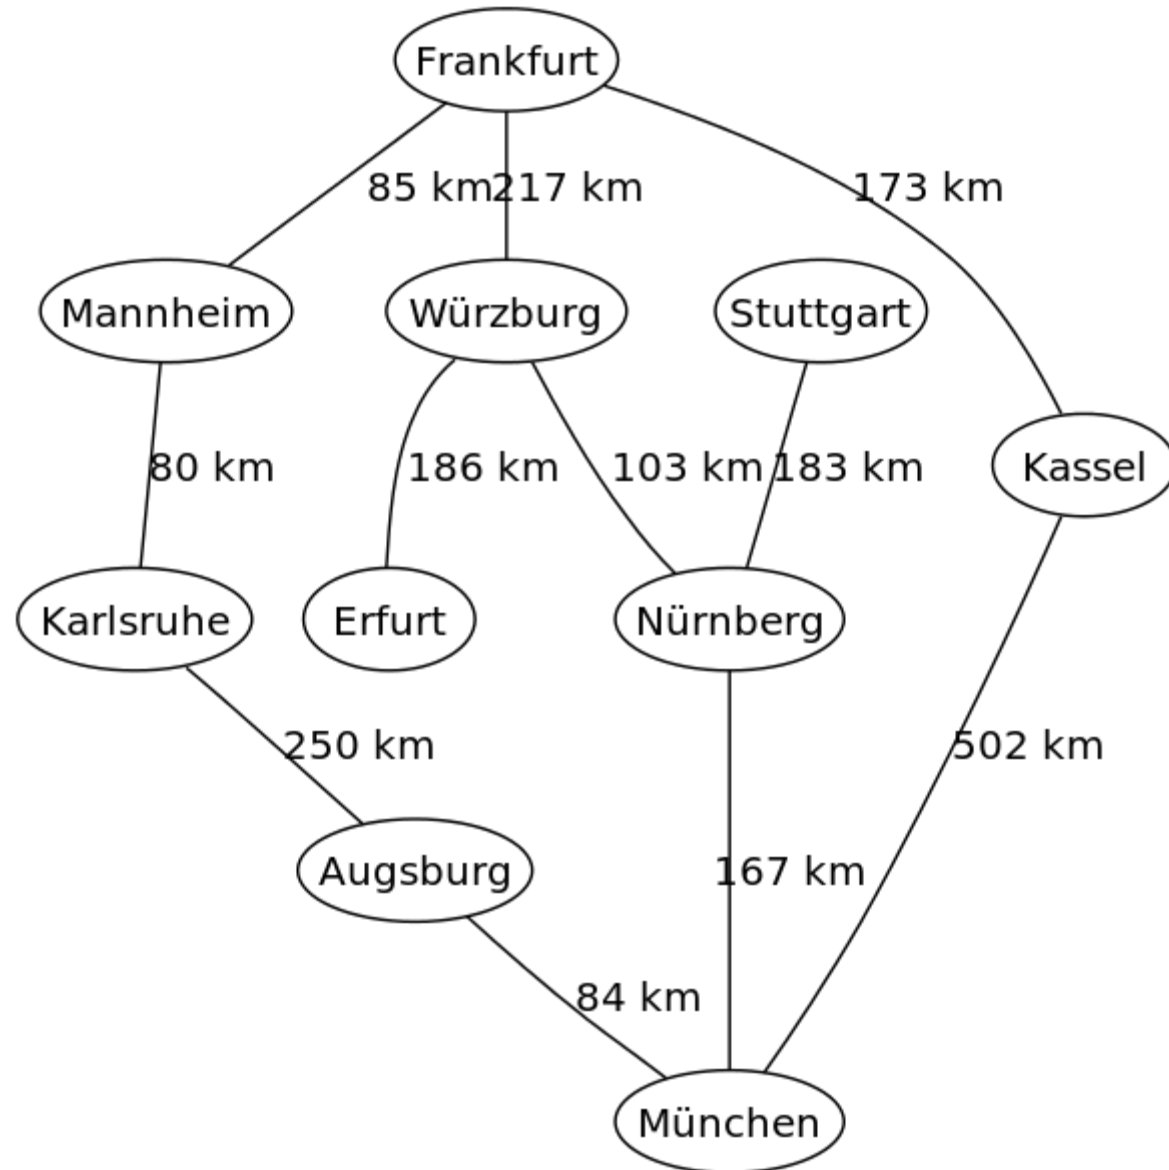 Frankfurt
85 km
217 km
173 km
Mannheim
Würzburg
Stuttgart
80 km
186 km
103 km
183 km
Kassel
Karlsruhe
Erfurt
Nürnberg
250 km
502 km
Augsburg
167 km
84 km
München